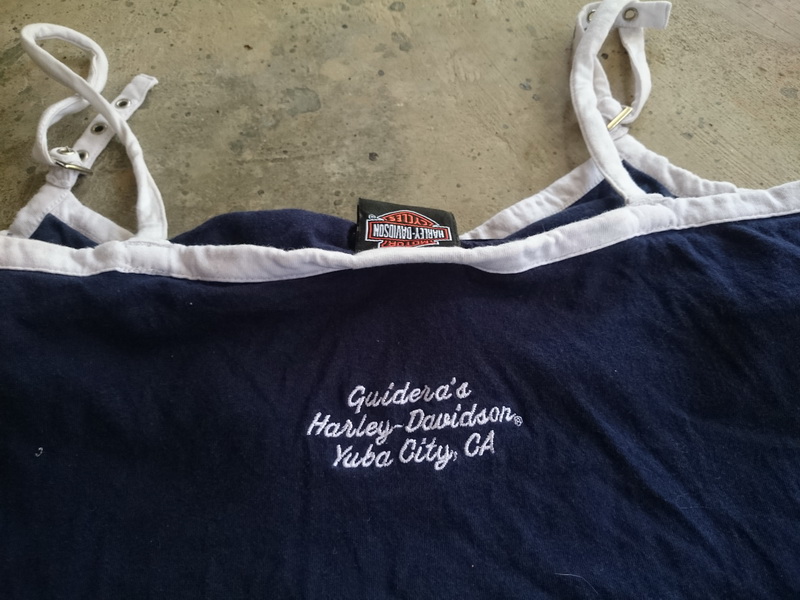 Guidera's
Harley-Davidson®
Yuba City, CA
MOTOR
HARLEY-DAVIDSON
CYCLES